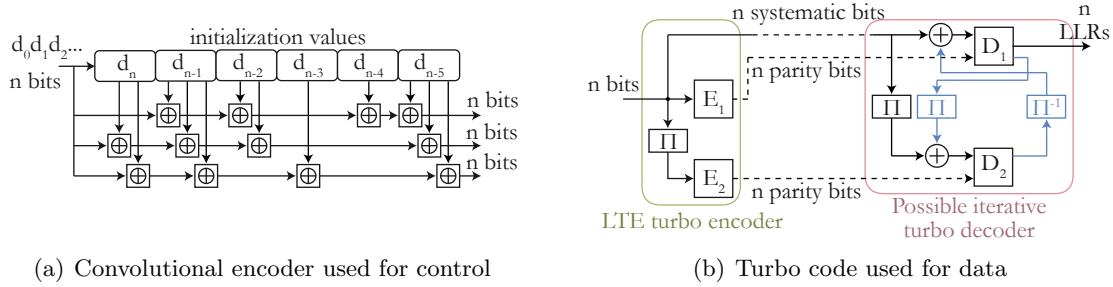 d₀d₁d₂...
n bits
initialization values
dₙ dₙ₋₁ dₙ₋₂ dₙ₋₃ dₙ₋₄ dₙ₋₅
n bits
n bits
n bits
(a) Convolutional encoder used for control
n systematic bits
n
LLRs
n bits
n parity bits
E₁
D₁
Π
Π
Π
Π⁻¹
E₂
D₂
n parity bits
LTE turbo encoder
Possible iterative
turbo decoder
(b) Turbo code used for data